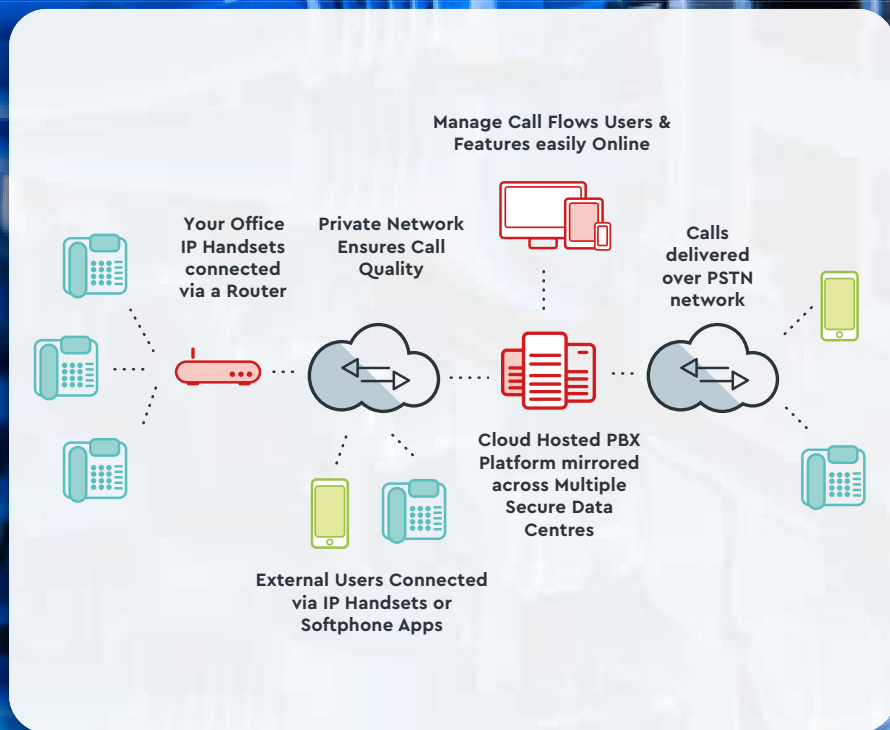 Manage Call Flows Users &
Features easily Online
Your Office
IP Handsets
connected
via a Router
Private Network
Ensures Call
Quality
Calls
delivered
over PSTN
network
Cloud Hosted PBX
Platform mirrored
across Multiple
Secure Data
Centres
External Users Connected
via IP Handsets or
Softphone Apps